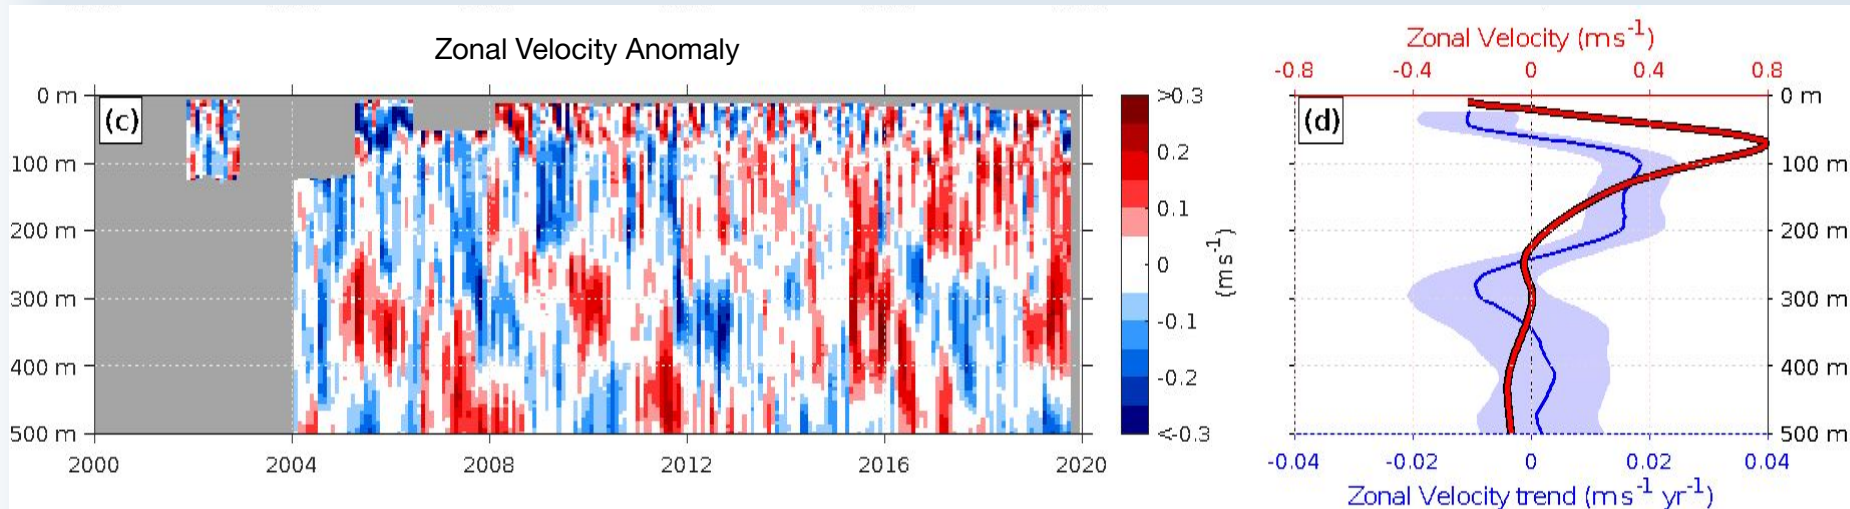 Zonal Velocity Anomaly
(c)
0 m
100 m
200 m
300 m
400 m
500 m
2000 2004 2008 2012 2016 2020
>0.3
0.2
0.1
0
-0.1
-0.2
<-0.3
(m s⁻¹)
Zonal Velocity (m s⁻¹)
-0.8 -0.4 0 0.4 0.8
(d)
0 m
100 m
200 m
300 m
400 m
500 m
-0.04 -0.02 0 0.02 0.04
Zonal Velocity trend (m s⁻¹ yr⁻¹)